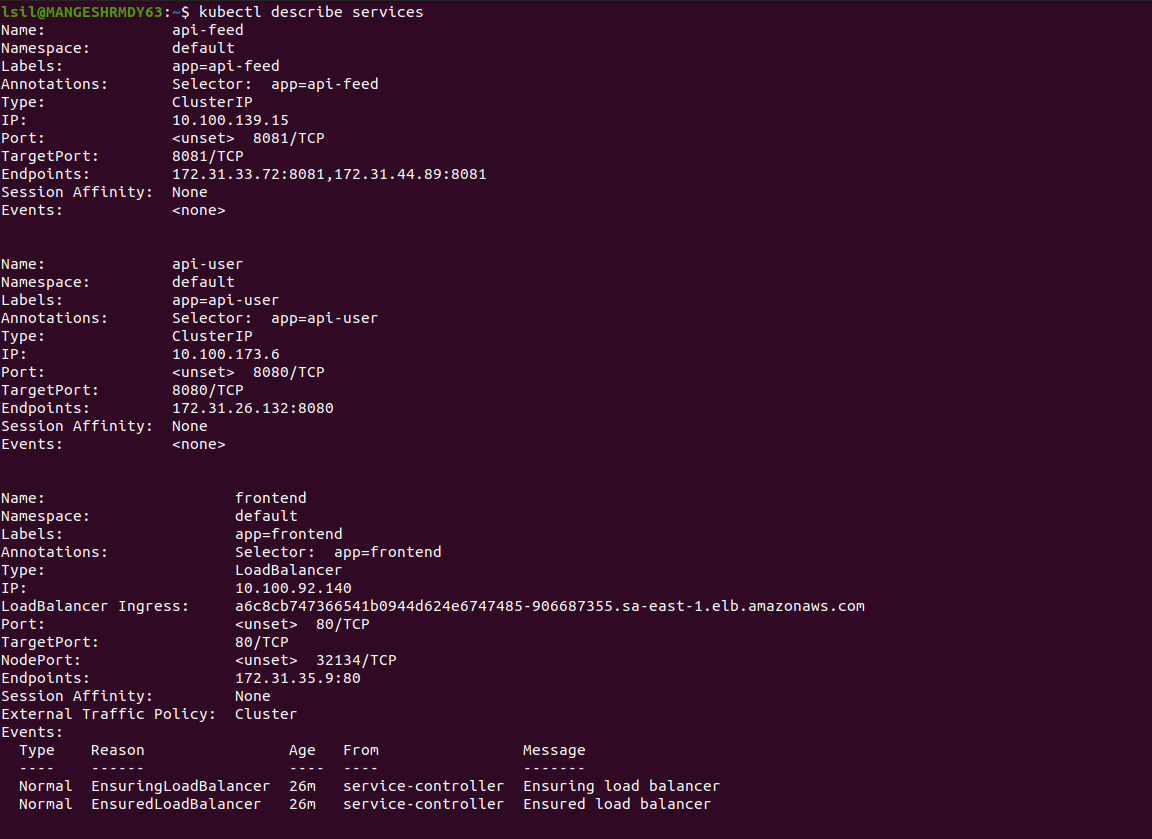 lsil@MANGESHRMDY63:~$ kubectl describe services
Name:              api-feed
Namespace:         default
Labels:            app=api-feed
Annotations:       Selector:  app=api-feed
Type:              ClusterIP
IP:                10.100.139.15
Port:              <unset>  8081/TCP
TargetPort:        8081/TCP
Endpoints:         172.31.33.72:8081,172.31.44.89:8081
Session Affinity:  None
Events:            <none>
Name:              api-user
Namespace:         default
Labels:            app=api-user
Annotations:       Selector:  app=api-user
Type:              ClusterIP
IP:                10.100.173.6
Port:              <unset>  8080/TCP
TargetPort:        8080/TCP
Endpoints:         172.31.26.132:8080
Session Affinity:  None
Events:            <none>
Name:                     frontend
Namespace:                default
Labels:                   app=frontend
Annotations:              Selector:  app=frontend
Type:                     LoadBalancer
IP:                       10.100.92.140
LoadBalancer Ingress:     a6c8cb747366541b0944d624e6747485-906687355.sa-east-1.elb.amazonaws.com
Port:                     <unset>  80/TCP
TargetPort:               80/TCP
NodePort:                 <unset>  32134/TCP
Endpoints:                172.31.35.9:80
Session Affinity:         None
External Traffic Policy:  Cluster
Events:
  Type    Reason                Age   From                Message
  ----    ------                ----  ----                -------
  Normal  EnsuringLoadBalancer  26m   service-controller  Ensuring load balancer
  Normal  EnsuredLoadBalancer   26m   service-controller  Ensured load balancer